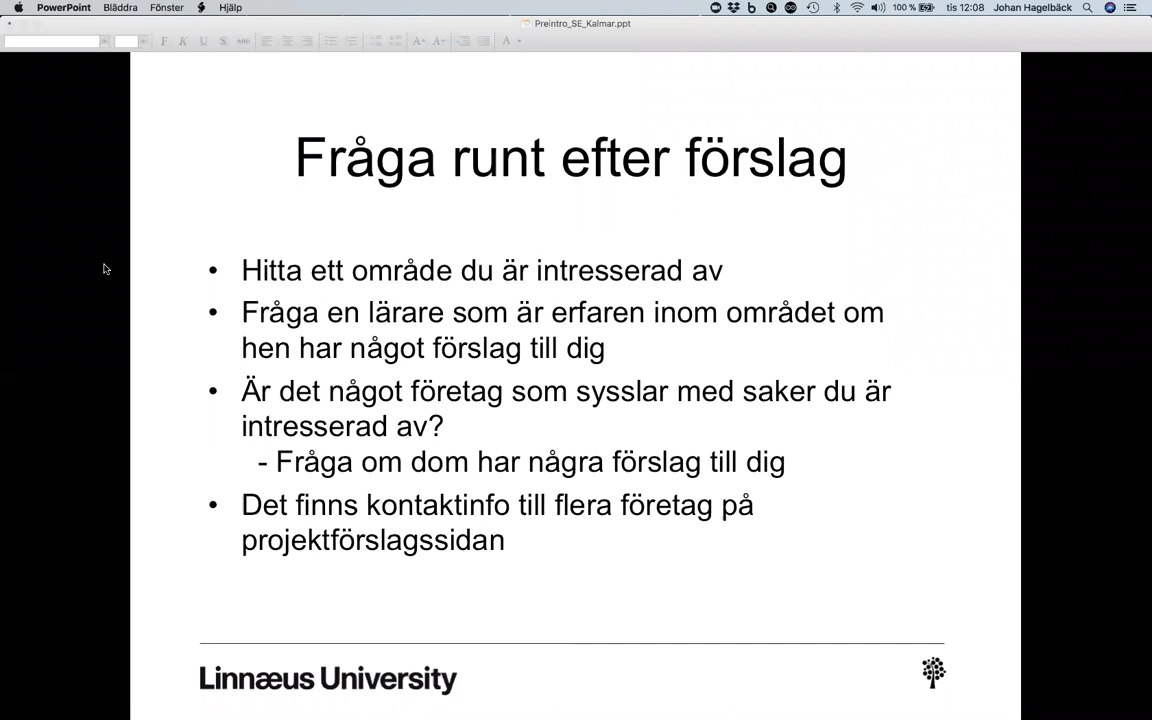 PowerPoint Bläddra Fönster Hjälp 100 % tis 12:08 Johan Hagelbäck
Preintro_SE_Kalmar.ppt
F K U S ABC A A A
Fråga runt efter förslag
• Hitta ett område du är intresserad av
• Fråga en lärare som är erfaren inom området om
hen har något förslag till dig
• Är det något företag som sysslar med saker du är
intresserad av?
- Fråga om dom har några förslag till dig
• Det finns kontaktinfo till flera företag på
projektförslagssidan
Linnæus University